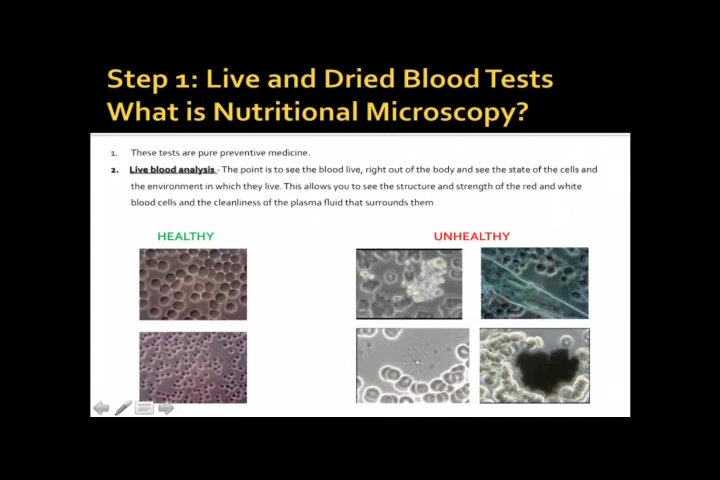 Step 1: Live and Dried Blood Tests
What is Nutritional Microscopy?
1. These tests are pure preventive medicine.
2. Live blood analysis - The point is to see the blood live, right out of the body and see the state of the cells and
the environment in which they live. This allows you to see the structure and strength of the red and white
blood cells and the cleanliness of the plasma fluid that surrounds them
HEALTHY
UNHEALTHY